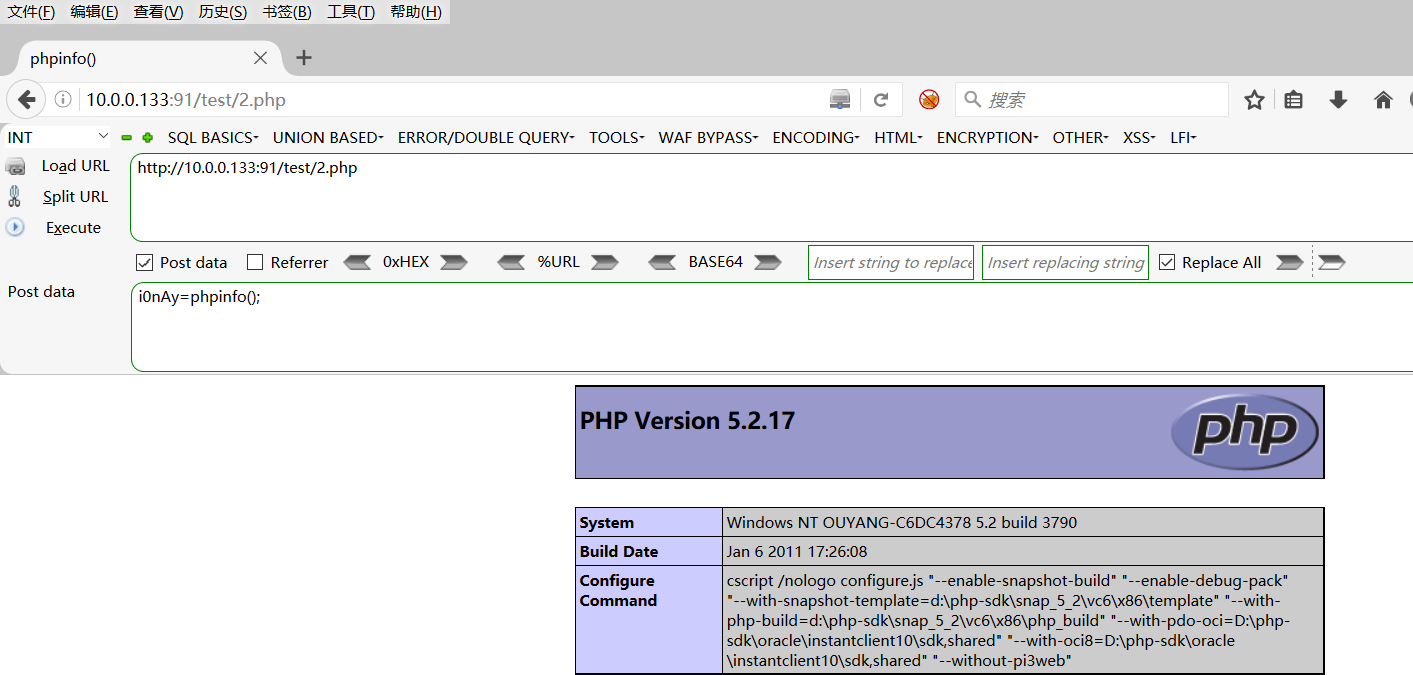 文件(F) 编辑(E) 查看(V) 历史(S) 书签(B) 工具(T) 帮助(H)
phpinfo()
10.0.0.133:91/test/2.php 搜索
INT SQL BASICS UNION BASED ERROR/DOUBLE QUERY TOOLS WAF BYPASS ENCODING HTML ENCRYPTION OTHER XSS LFI
Load URL http://10.0.0.133:91/test/2.php
Split URL
Execute
Post data Referrer 0xHEX %URL BASE64 Insert string to replace Insert replacing string Replace All
Post data i0nAy=phpinfo();
PHP Version 5.2.17 php
System Windows NT OUYANG-C6DC4378 5.2 build 3790
Build Date Jan 6 2011 17:26:08
Configure cscript /nologo configure.js "--enable-snapshot-build" "--enable-debug-pack"
Command "--with-snapshot-template=d:\php-sdk\snap_5_2\vc6\x86\template" "--with-
php-build=d:\php-sdk\snap_5_2\vc6\x86\php_build" "--with-pdo-oci=D:\php-
sdk\oracle\instantclient10\sdk,shared" "--with-oci8=D:\php-sdk\oracle
\instantclient10\sdk,shared" "--without-pi3web"